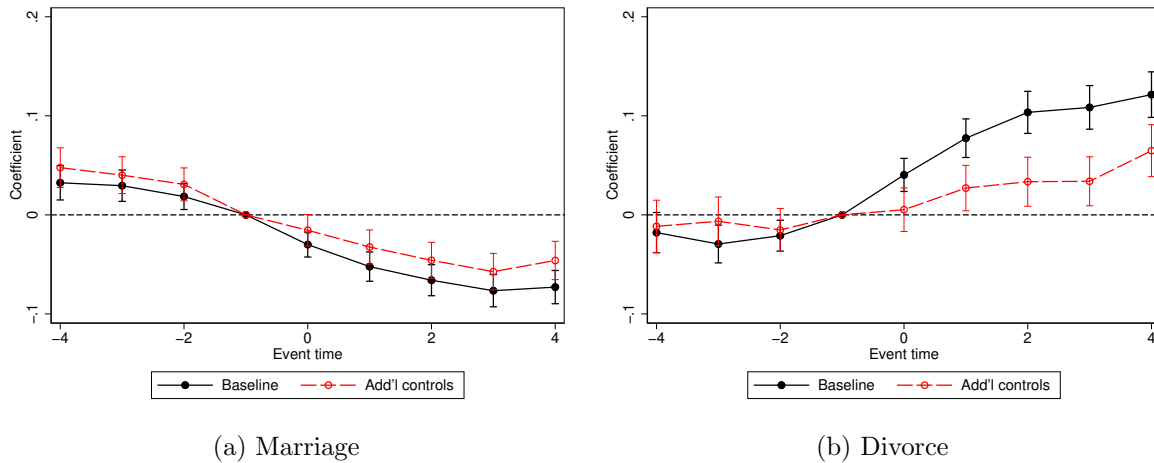 .2
.1
0
−.1
Coefficient
−4
−2
0
2
4
Event time
Baseline
Add'l controls
(a) Marriage
.2
.1
0
−.1
Coefficient
−4
−2
0
2
4
Event time
Baseline
Add'l controls
(b) Divorce